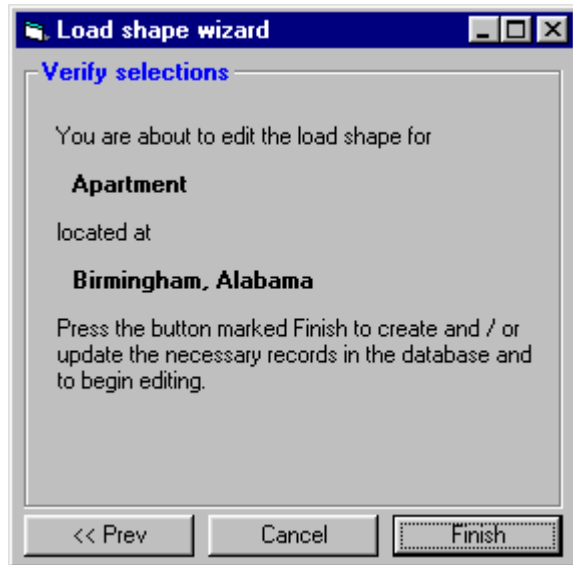 Load shape wizard
Verify selections
You are about to edit the load shape for
Apartment
located at
Birmingham, Alabama
Press the button marked Finish to create and / or
update the necessary records in the database and
to begin editing.
<< Prev Cancel Finish